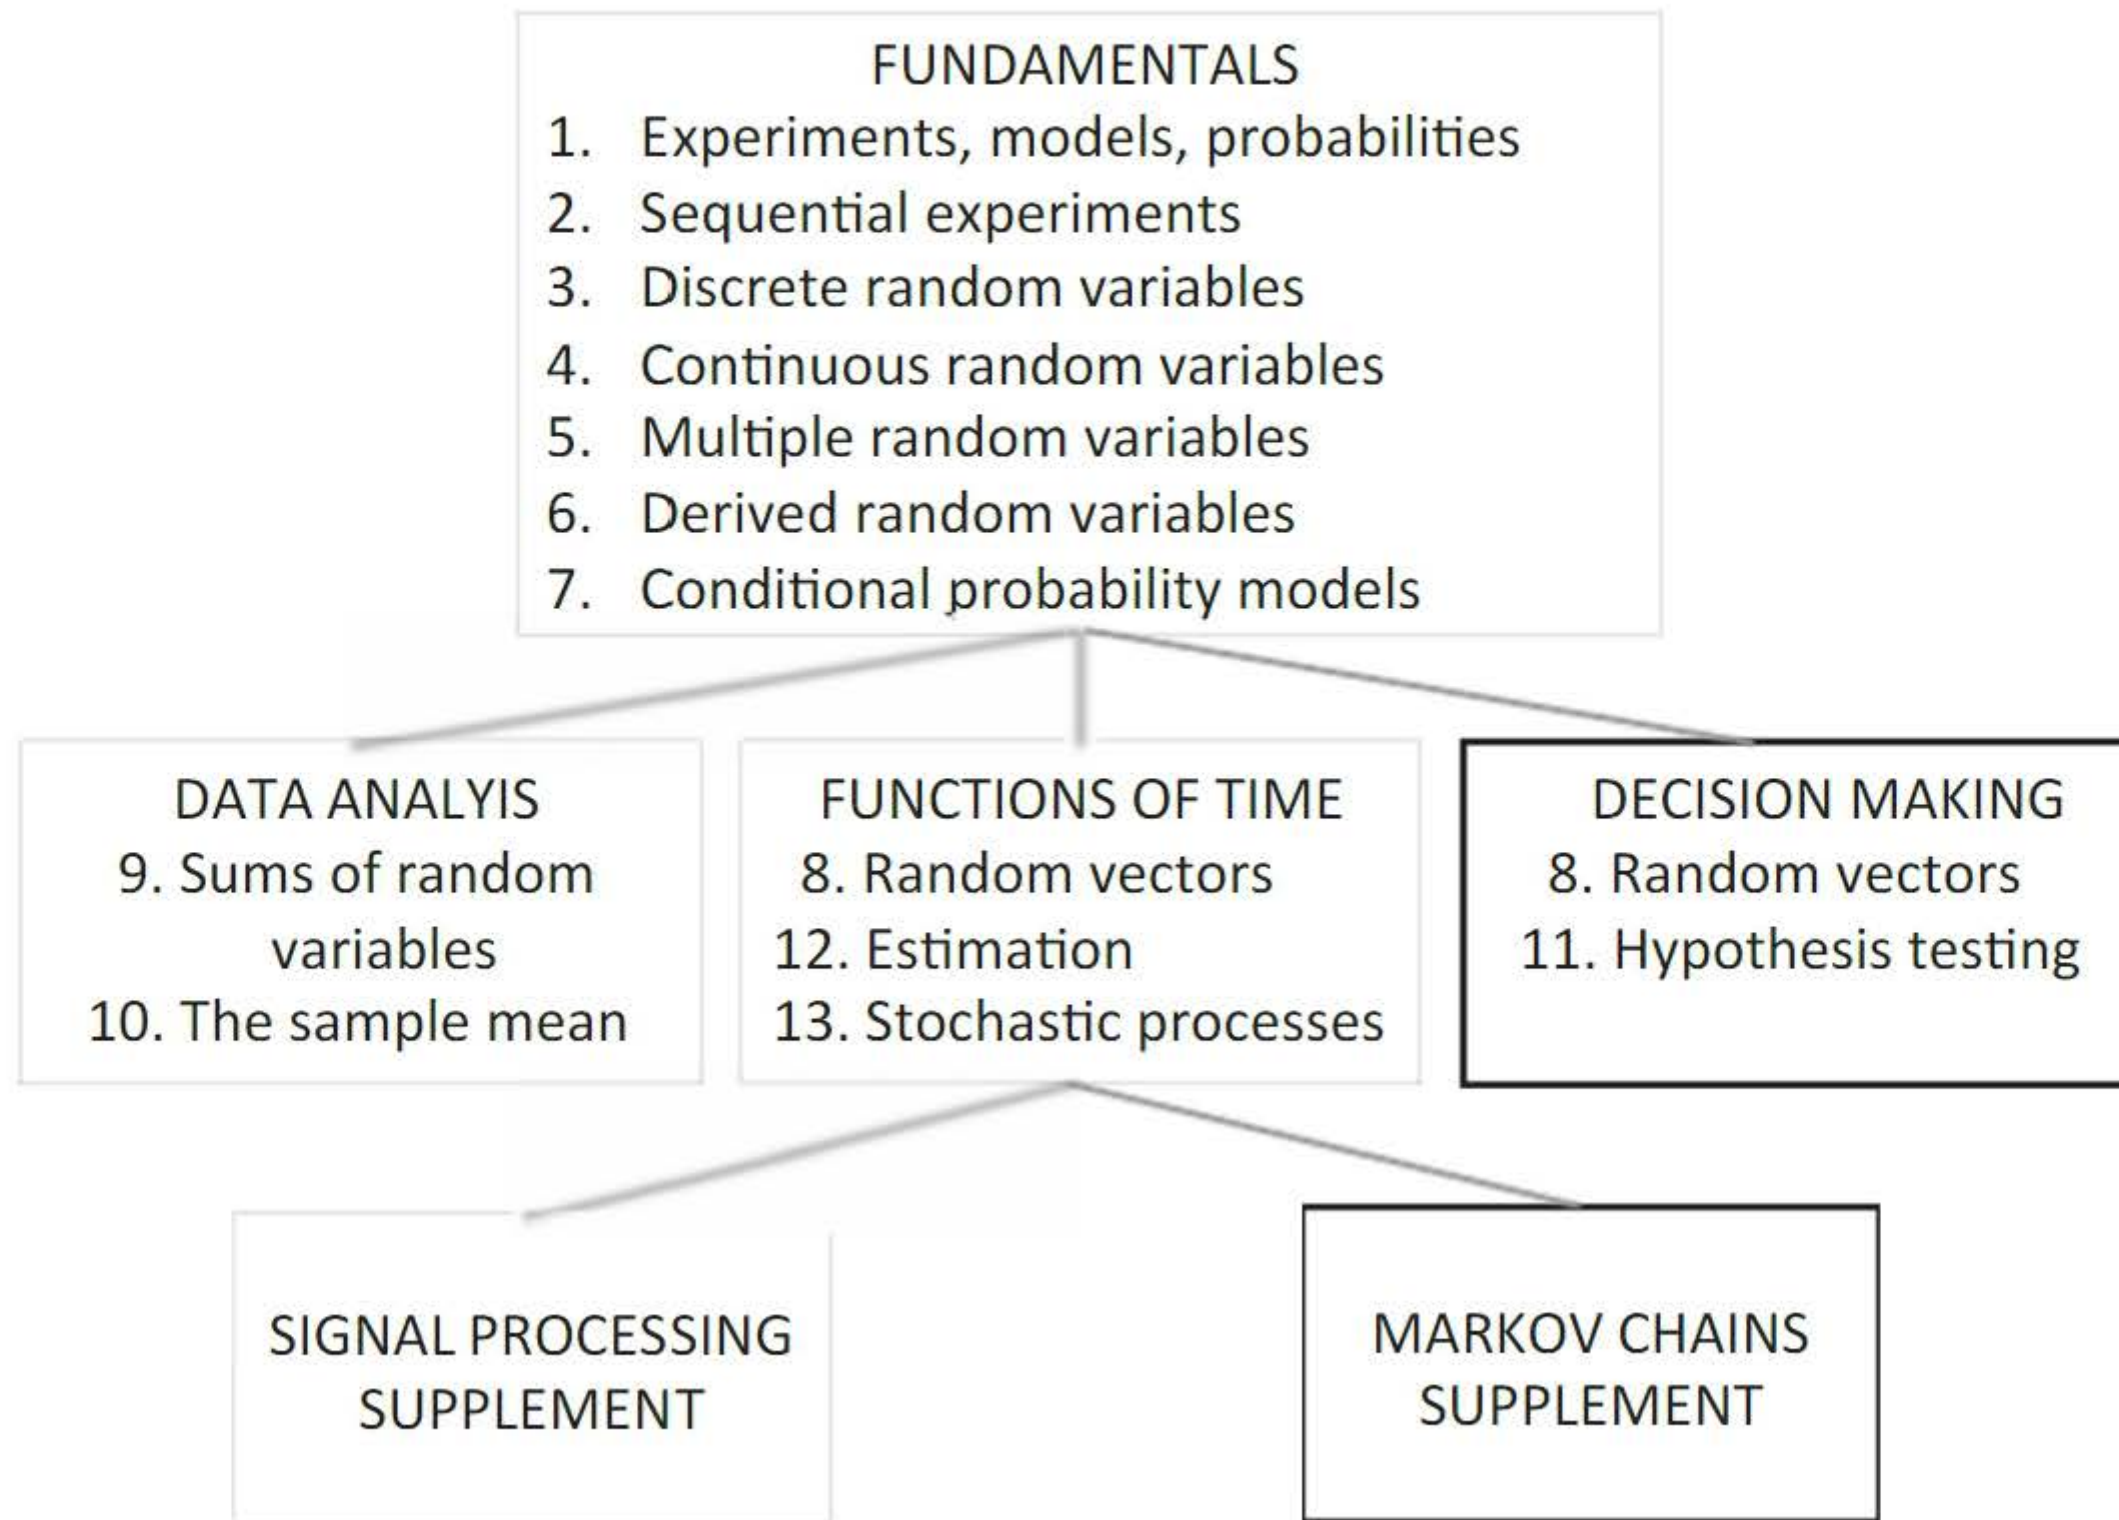 FUNDAMENTALS
1. Experiments, models, probabilities
2. Sequential experiments
3. Discrete random variables
4. Continuous random variables
5. Multiple random variables
6. Derived random variables
7. Conditional probability models
DATA ANALYIS
9. Sums of random
variables
10. The sample mean
FUNCTIONS OF TIME
8. Random vectors
12. Estimation
13. Stochastic processes
DECISION MAKING
8. Random vectors
11. Hypothesis testing
SIGNAL PROCESSING
SUPPLEMENT
MARKOV CHAINS
SUPPLEMENT